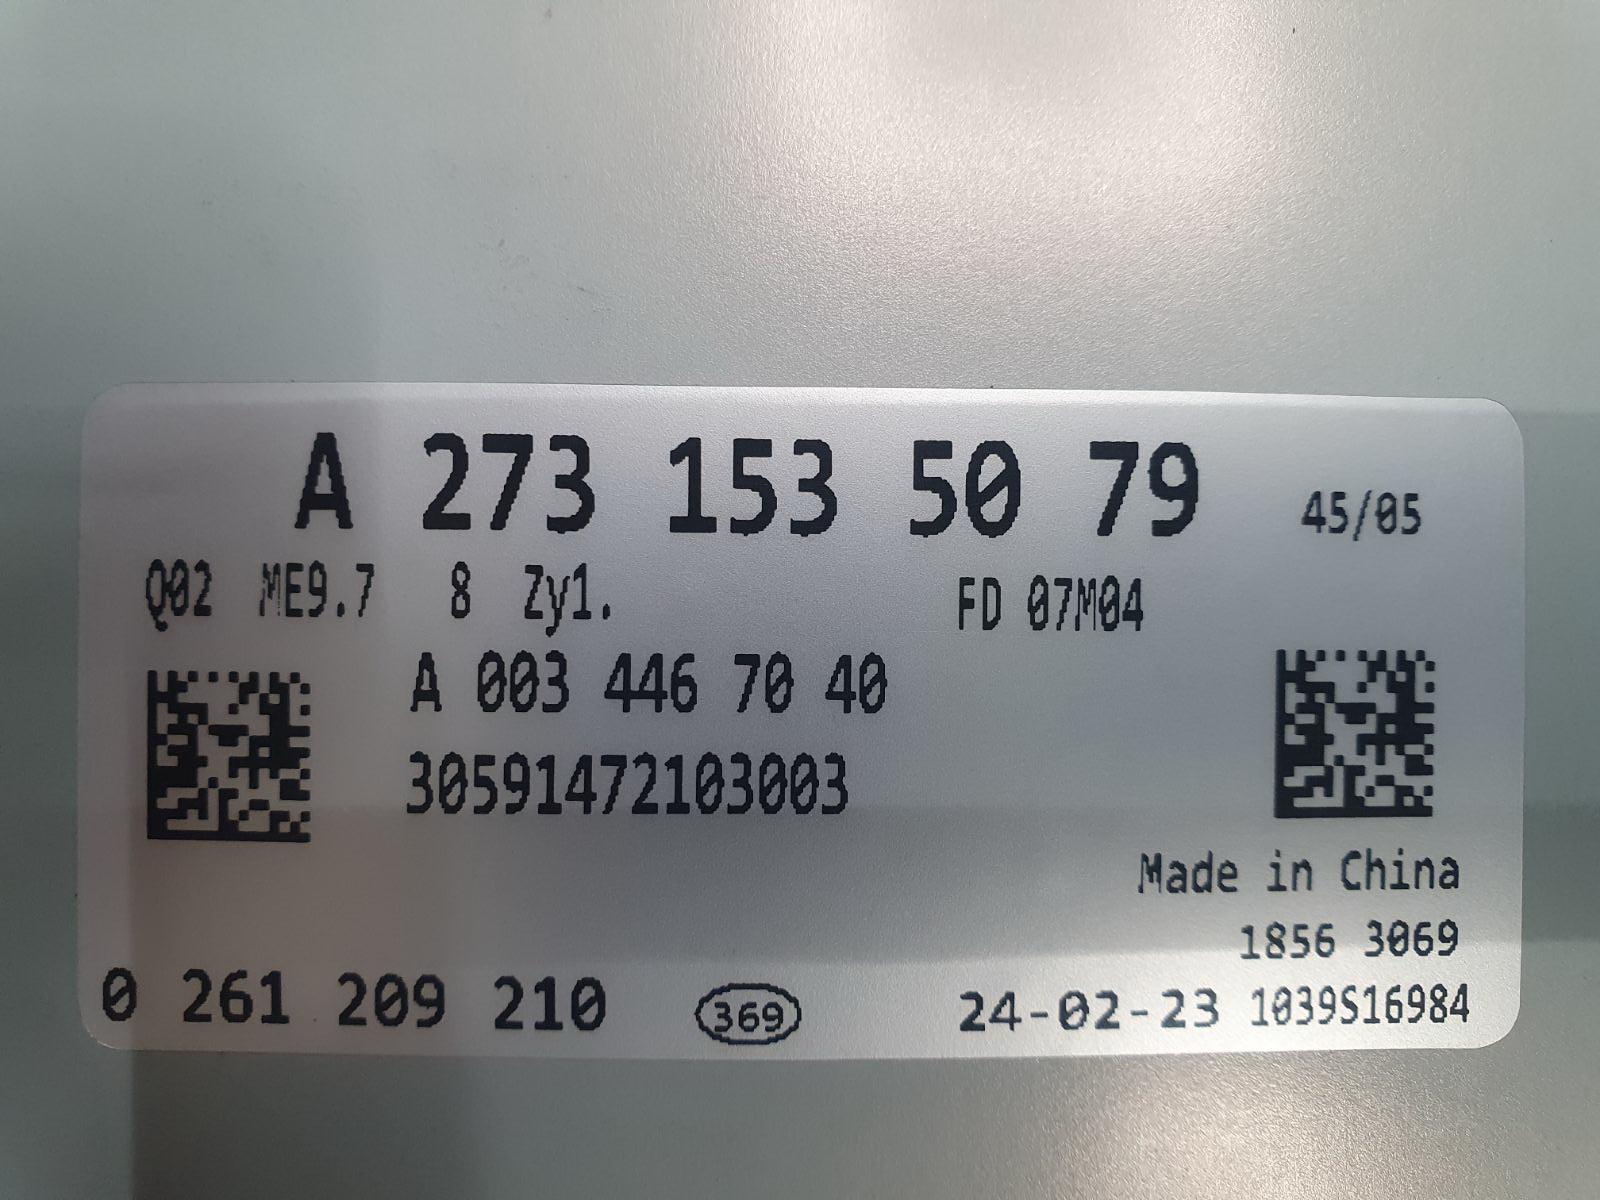 A 273 153 50 79 45/05
Q02 ME9.7 8 Zy1. FD 07M04
A 003 446 70 40
30591472103003
Made in China
1856 3069
0 261 209 210 369 24-02-23 1039S16984